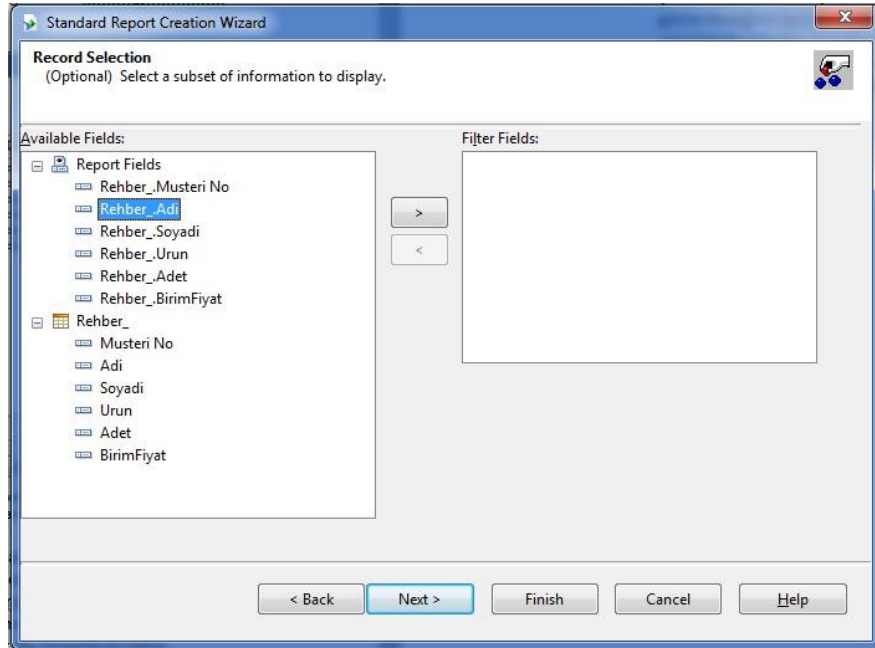 Standard Report Creation Wizard
Record Selection
(Optional) Select a subset of information to display.
Available Fields:
Filter Fields:
Report Fields
Rehber_.Musteri No
Rehber_.Adi
Rehber_.Soyadi
Rehber_.Urun
Rehber_.Adet
Rehber_.BirimFiyat
Rehber_
Musteri No
Adi
Soyadi
Urun
Adet
BirimFiyat
>
<
< Back
Next >
Finish
Cancel
Help